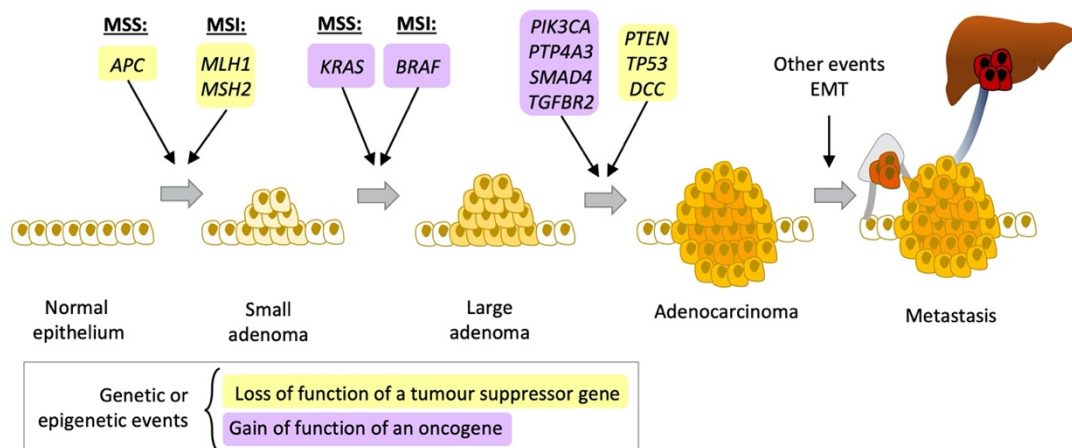 MSS:
APC
MSI:
MLH1
MSH2
MSS:
KRAS
MSI:
BRAF
PIK3CA
PTP4A3
SMAD4
TGFBR2
PTEN
TP53
DCC
Other events
EMT
Normal
epithelium
Small
adenoma
Large
adenoma
Adenocarcinoma
Metastasis
Genetic or
epigenetic events
Loss of function of a tumour suppressor gene
Gain of function of an oncogene